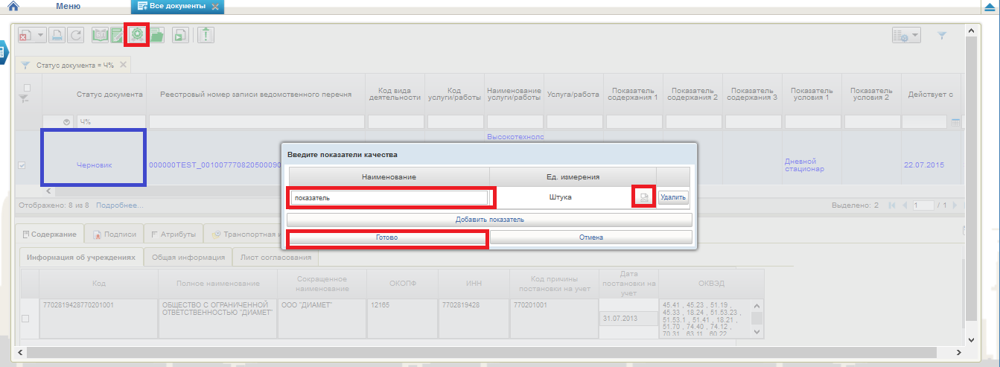 Меню
Все документы
Статус документа = Ч%
Статус документа
Реестровый номер записи ведомственного перечня
Код вида деятельности
Код услуги/работы
Наименование услуги/работы
Услуга/работа
Показатель содержания 1
Показатель содержания 2
Показатель содержания 3
Показатель условия 1
Показатель условия 2
Действует с
Ч%
Высокотехноло
Черновик
000000TEST_00100777082050009
Дневной стационар
22.07.2015
Введите показатели качества
Наименование
Ед. измерения
показатель
Штука
Удалить
Добавить показатель
Готово
Отмена
Отображено: 8 из 8
Подробнее...
Выделено: 2
1
/ 1
Содержание
Подписи
Атрибуты
Транспортная и
Информация об учреждениях
Общая информация
Лист согласования
Код
Полное наименование
Сокращенное наименование
ОКОПФ
ИНН
Код причины постановки на учет
Дата постановки на учет
ОКВЭД
7702819428770201001
ОБЩЕСТВО С ОГРАНИЧЕННОЙ
ОТВЕТСТВЕННОСТЬЮ "ДИАМЕТ"
ООО "ДИАМЕТ"
12165
7702819428
770201001
31.07.2013
45.41 , 45.23 , 51.19 ,
45.33 , 18.24 , 51.53.23 ,
51.53.1 , 51.41 , 18.21 ,
51.70 , 74.40 , 74.12 ,
70.31 , 63.11 , 60.22